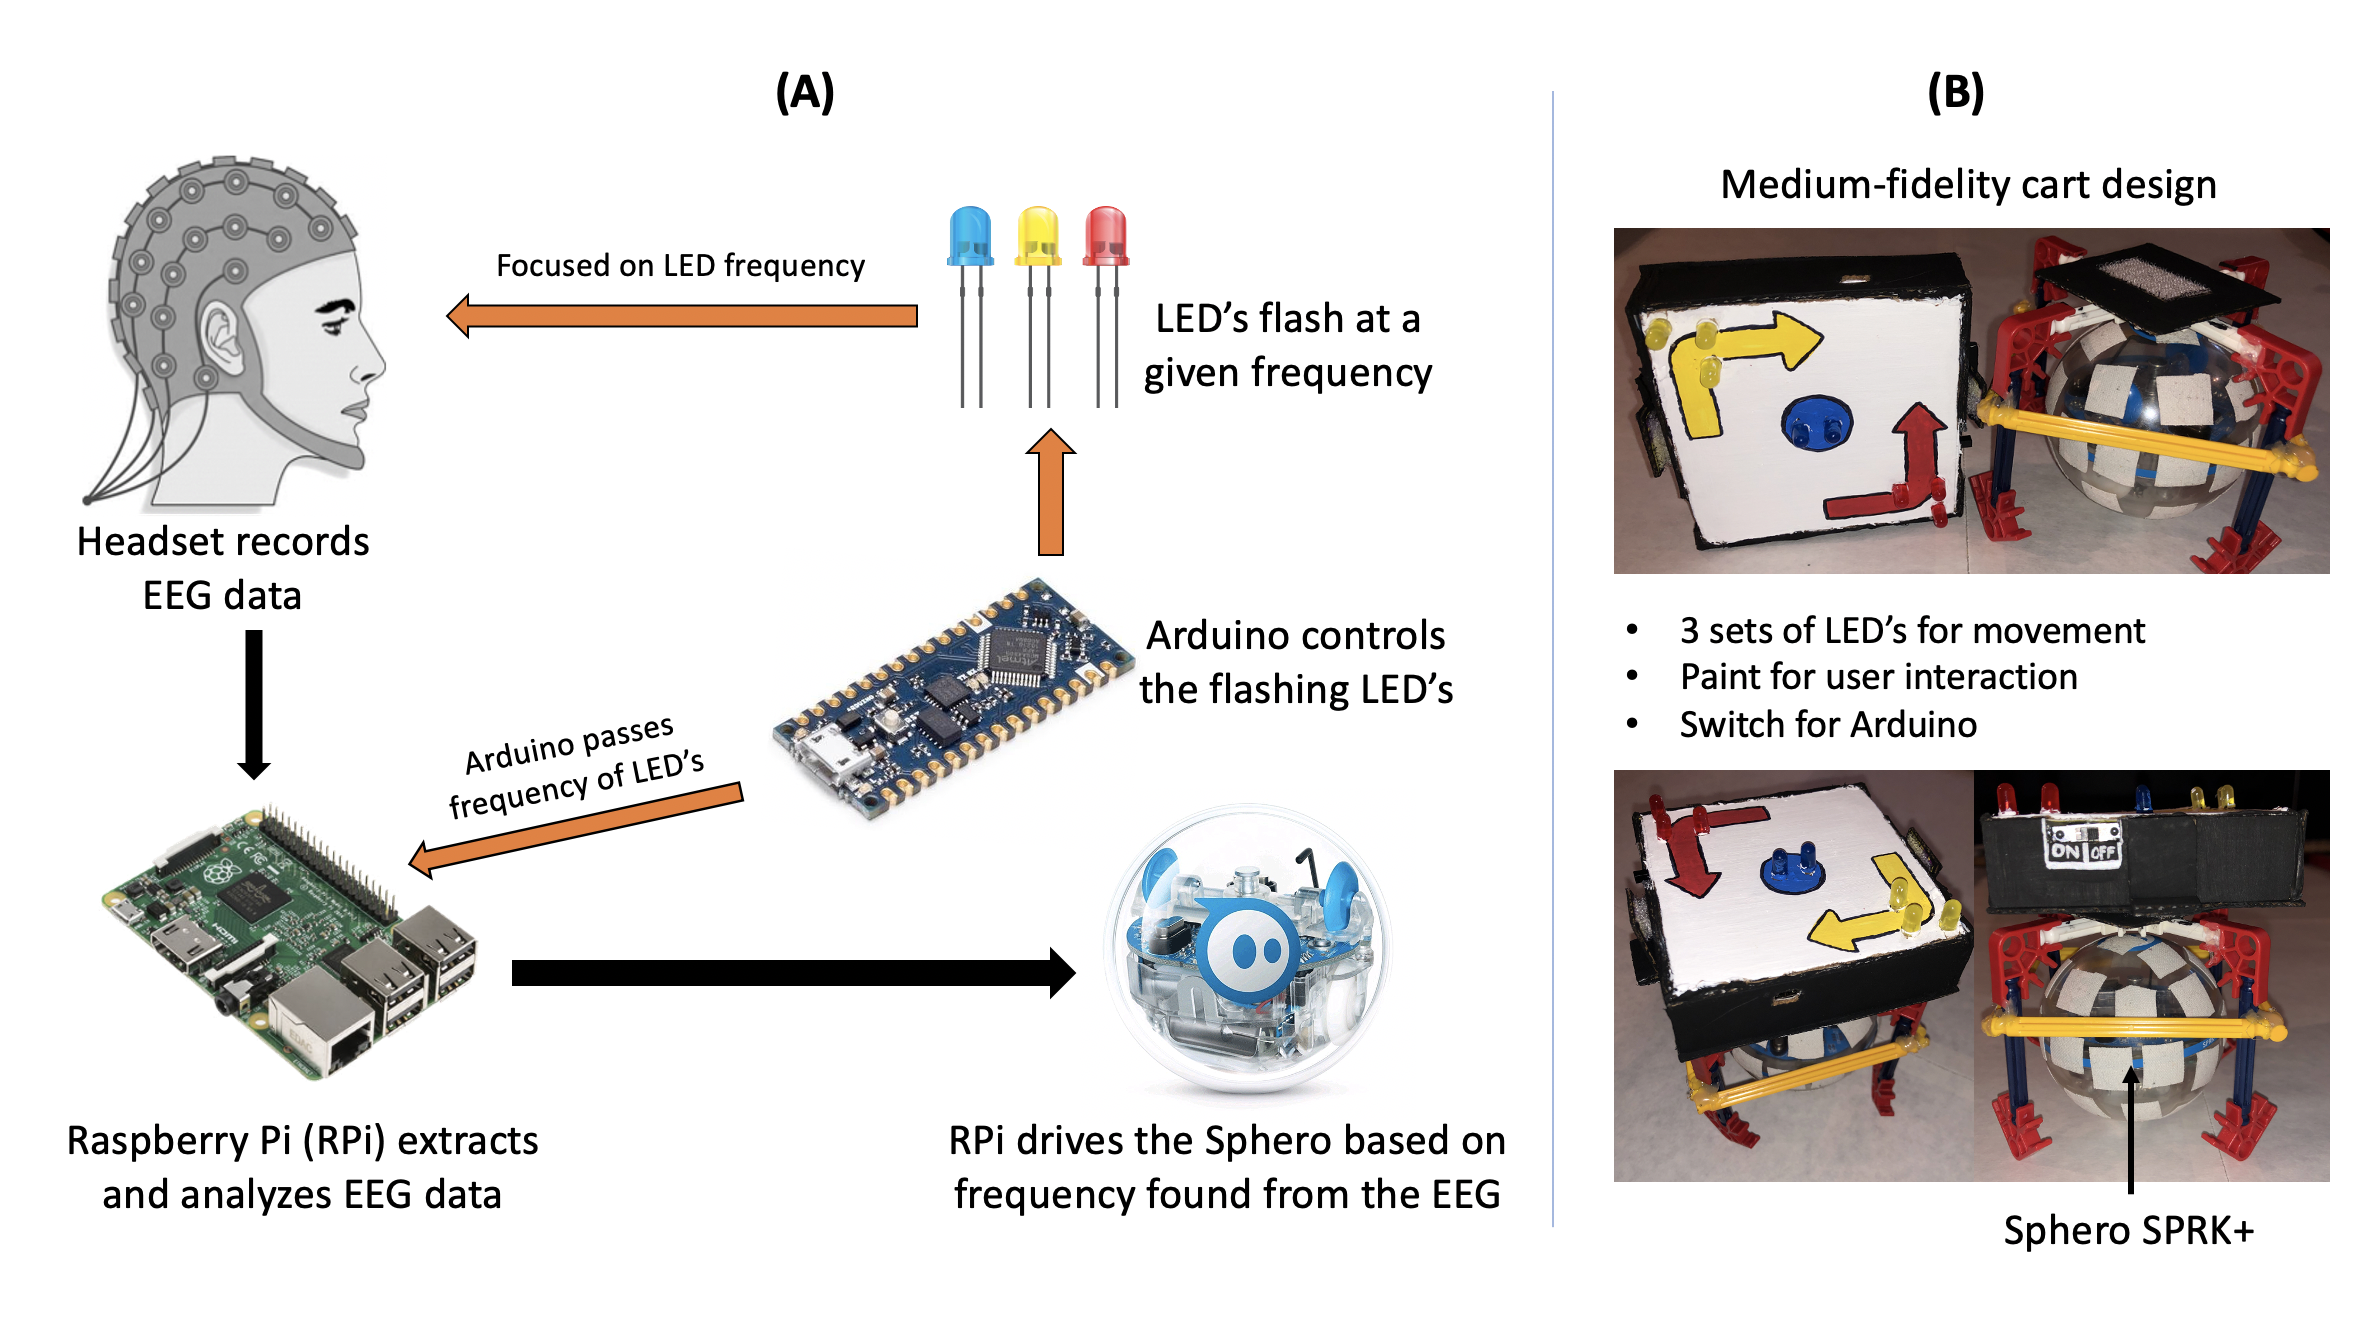 (A)
Focused on LED frequency
LED's flash at a
given frequency
Headset records
EEG data
Arduino controls
the flashing LED's
Arduino passes
frequency of LED's
Raspberry Pi (RPi) extracts
and analyzes EEG data
RPi drives the Sphero based on
frequency found from the EEG
(B)
Medium-fidelity cart design
• 3 sets of LED's for movement
• Paint for user interaction
• Switch for Arduino
ON OFF
Sphero SPRK+
Atmel
HDMI